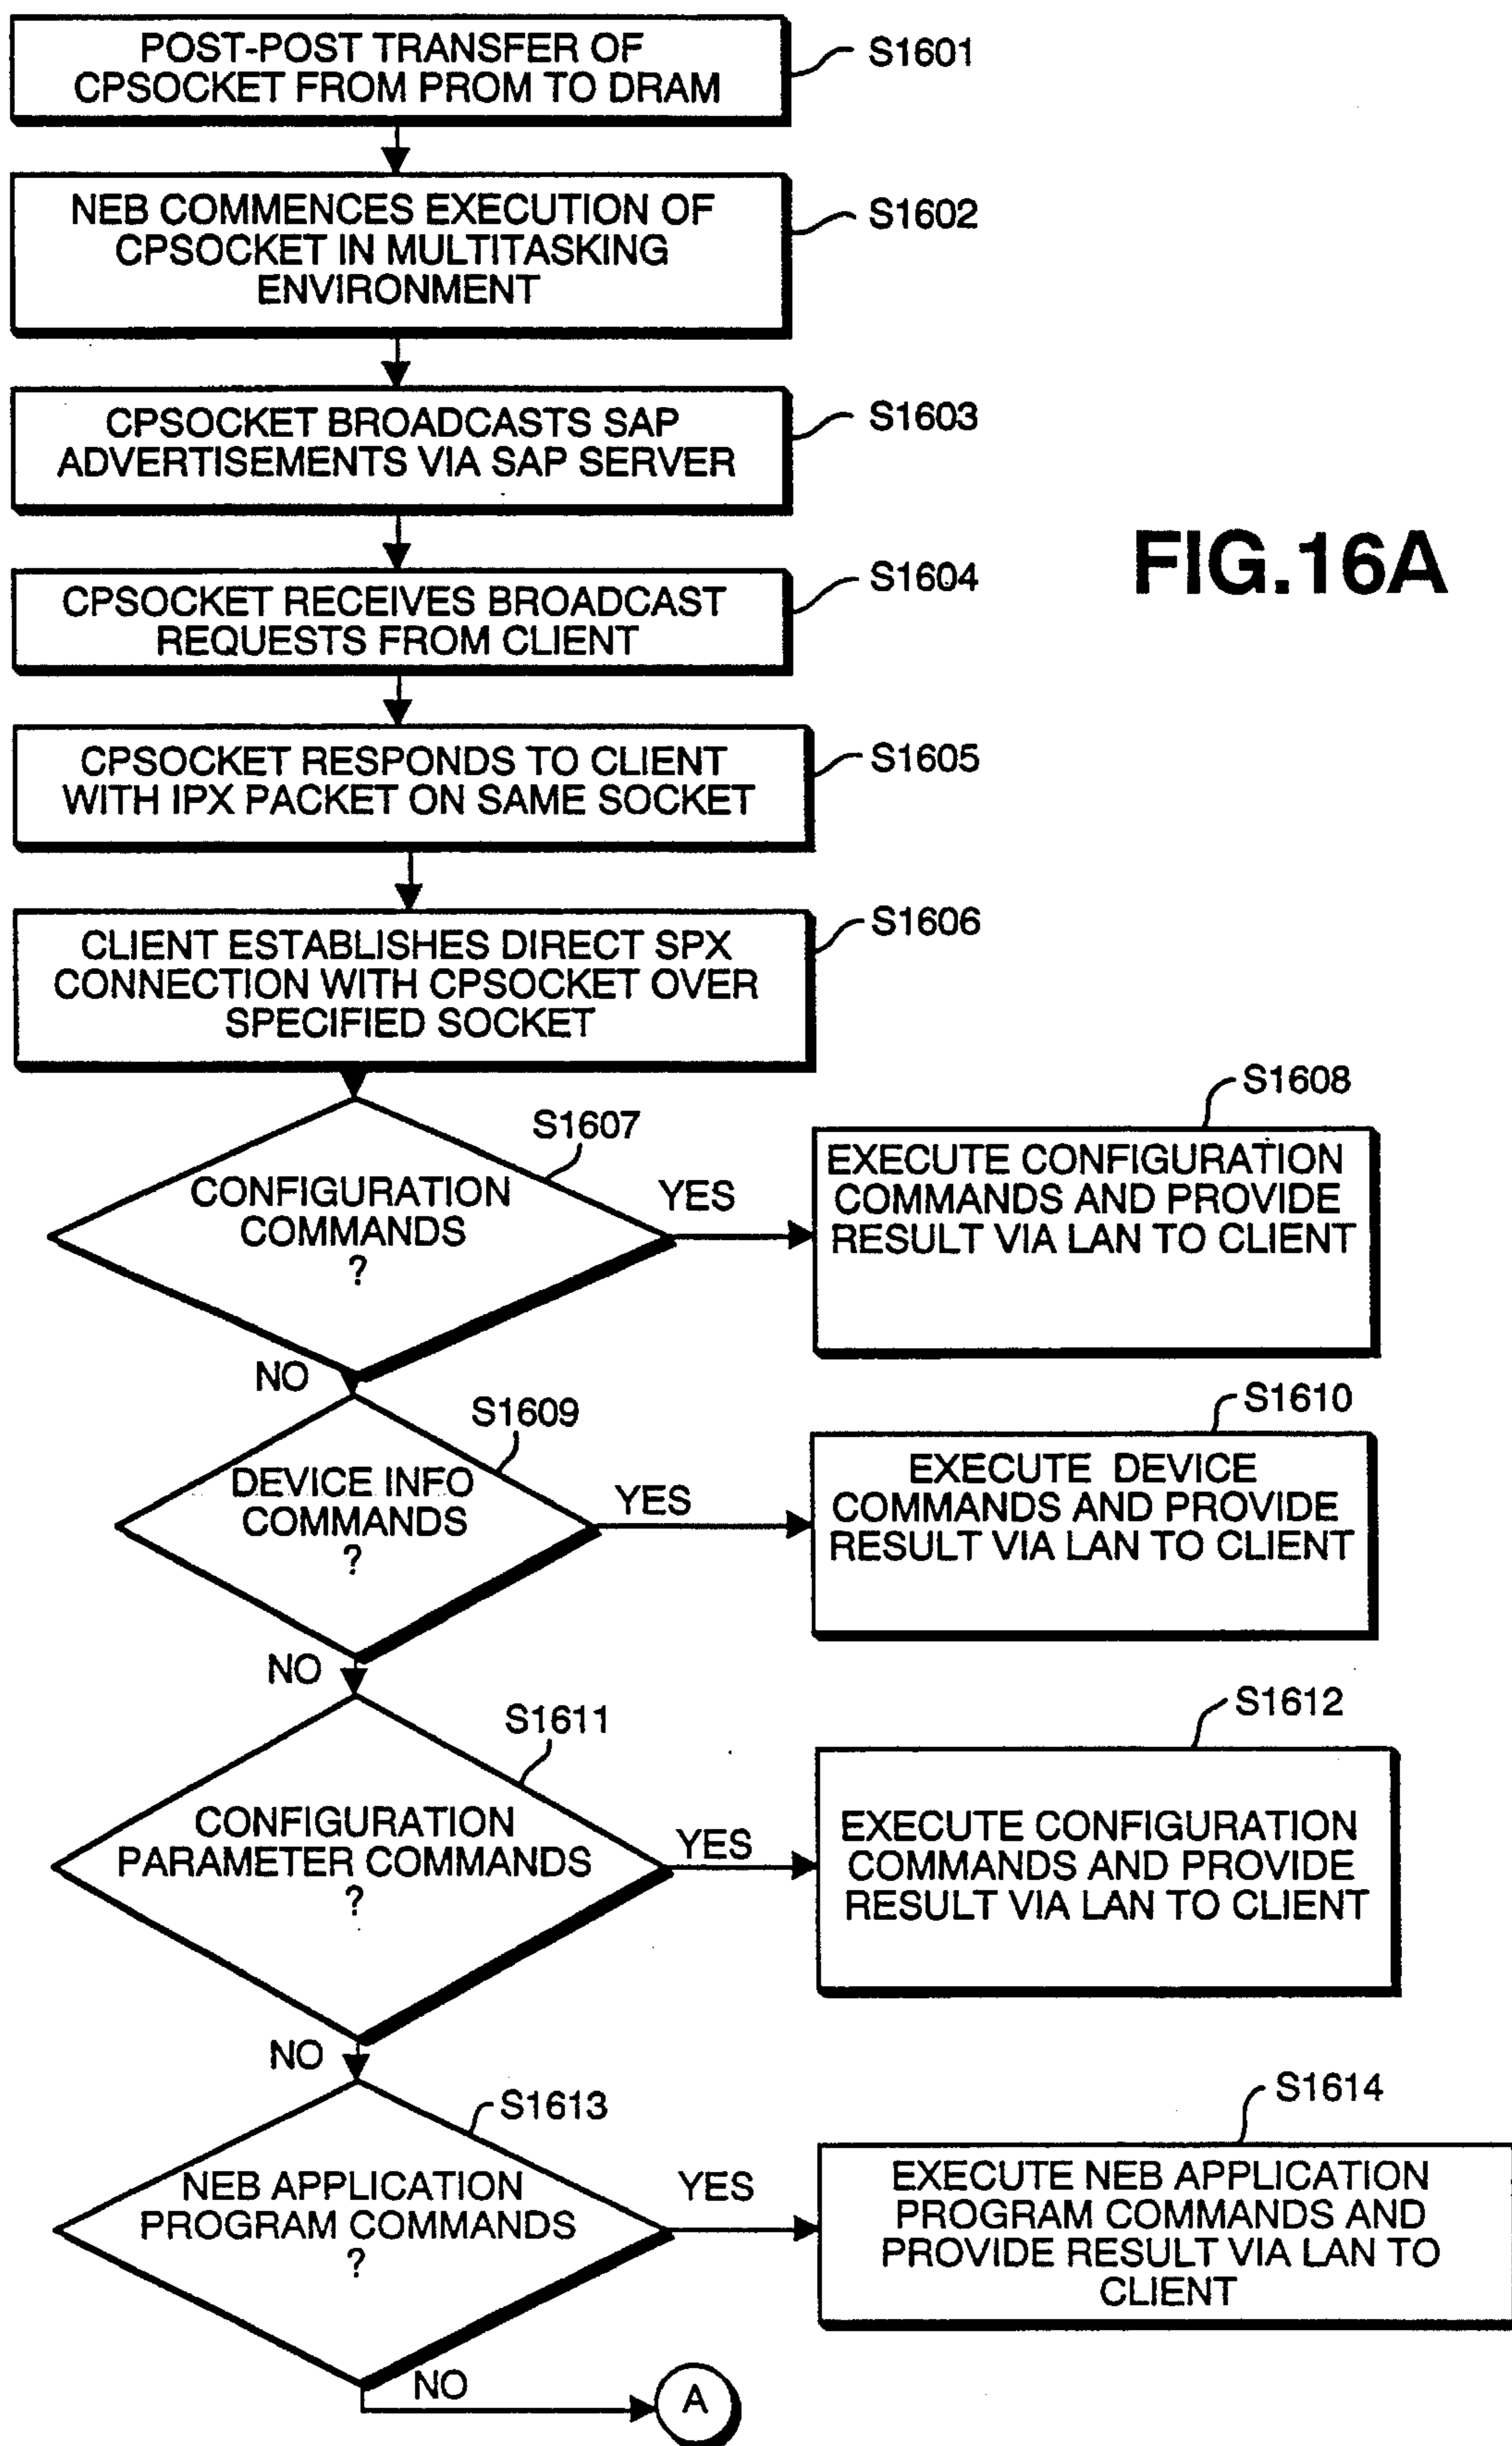 POST-POST TRANSFER OF
CPSOCKET FROM PROM TO DRAM
S1601
NEB COMMENCES EXECUTION OF
CPSOCKET IN MULTITASKING
ENVIRONMENT
S1602
CPSOCKET BROADCASTS SAP
ADVERTISEMENTS VIA SAP SERVER
S1603
FIG.16A
CPSOCKET RECEIVES BROADCAST
REQUESTS FROM CLIENT
S1604
CPSOCKET RESPONDS TO CLIENT
WITH IPX PACKET ON SAME SOCKET
S1605
CLIENT ESTABLISHES DIRECT SPX
CONNECTION WITH CPSOCKET OVER
SPECIFIED SOCKET
S1606
S1607
CONFIGURATION
COMMANDS
?
YES
S1608
EXECUTE CONFIGURATION
COMMANDS AND PROVIDE
RESULT VIA LAN TO CLIENT
NO
S1609
DEVICE INFO
COMMANDS
?
YES
S1610
EXECUTE DEVICE
COMMANDS AND PROVIDE
RESULT VIA LAN TO CLIENT
NO
S1611
CONFIGURATION
PARAMETER COMMANDS
?
YES
S1612
EXECUTE CONFIGURATION
COMMANDS AND PROVIDE
RESULT VIA LAN TO CLIENT
NO
S1613
NEB APPLICATION
PROGRAM COMMANDS
?
YES
S1614
EXECUTE NEB APPLICATION
PROGRAM COMMANDS AND
PROVIDE RESULT VIA LAN TO
CLIENT
NO
A